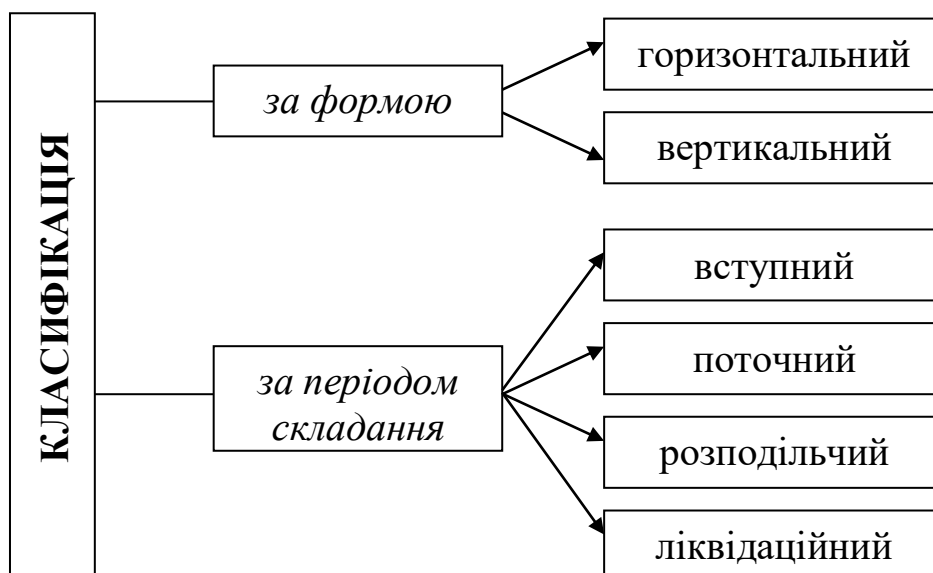 КЛАСИФІКАЦІЯ
за формою
горизонтальний
вертикальний
за періодом
складання
вступний
поточний
розподільчий
ліквідаційний